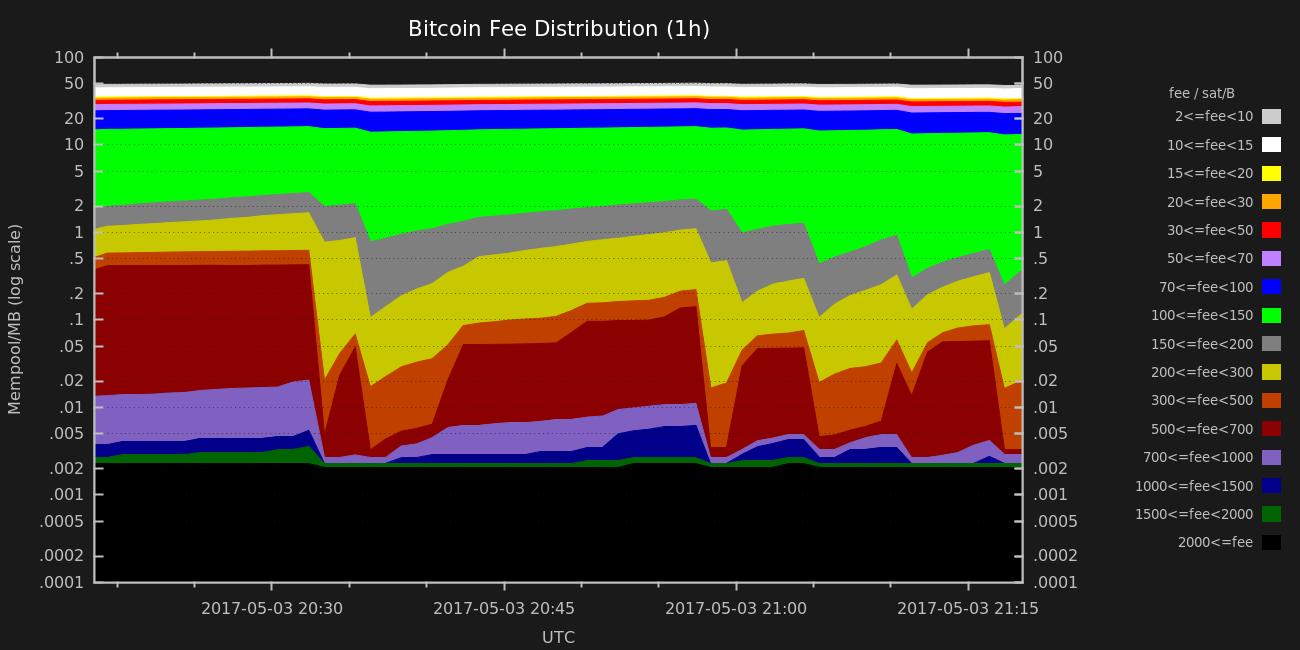 Bitcoin Fee Distribution (1h)
100
50
20
10
5
2
1
.5
.2
.1
.05
.02
.01
.005
.002
.001
.0005
.0002
.0001
Mempool/MB (log scale)
100
50
20
10
5
2
1
.5
.2
.1
.05
.02
.01
.005
.002
.001
.0005
.0002
.0001
2017-05-03 20:30
2017-05-03 20:45
2017-05-03 21:00
2017-05-03 21:15
UTC
fee / sat/B
2<=fee<10
10<=fee<15
15<=fee<20
20<=fee<30
30<=fee<50
50<=fee<70
70<=fee<100
100<=fee<150
150<=fee<200
200<=fee<300
300<=fee<500
500<=fee<700
700<=fee<1000
1000<=fee<1500
1500<=fee<2000
2000<=fee